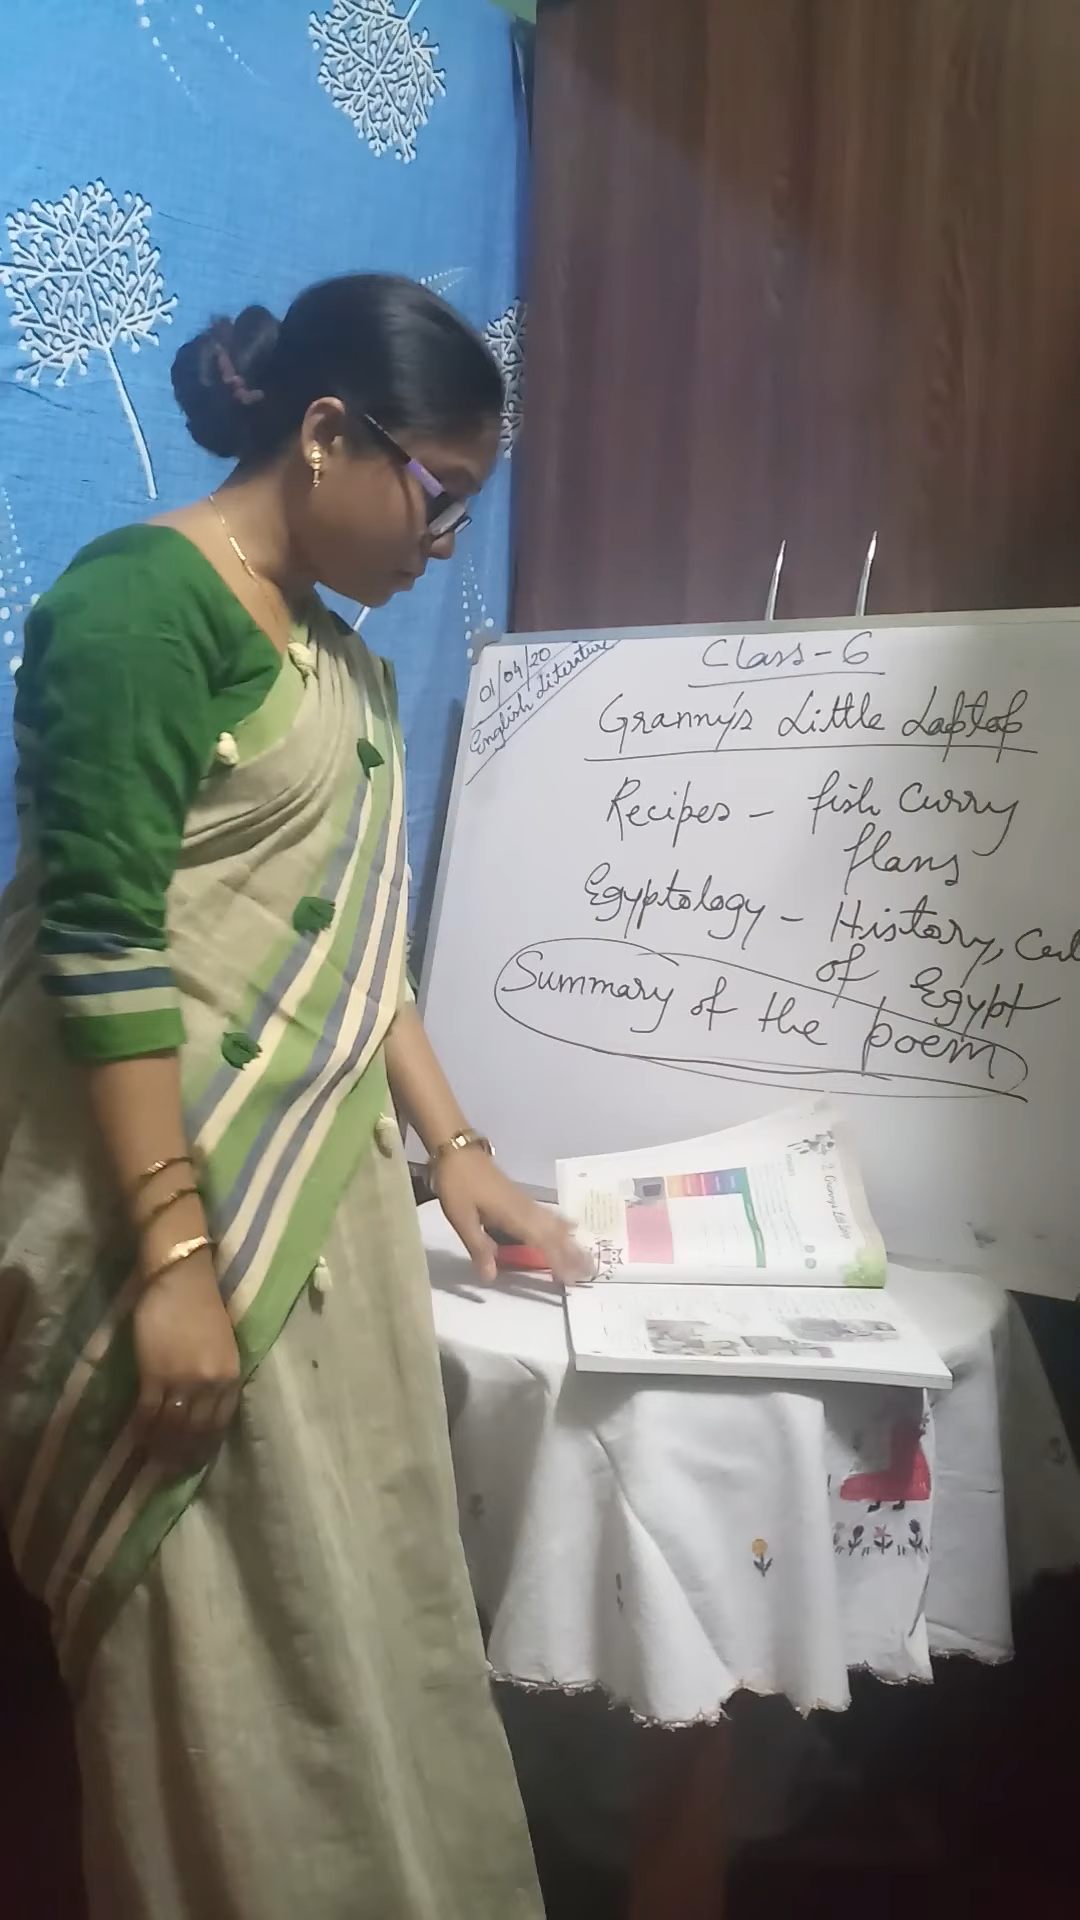 01/04/20
English Literature
Class - 6
Granny's Little Laptop
Recipes - fish curry
flans
Egyptology - History, Cul
of Egypt
Summary of the poem